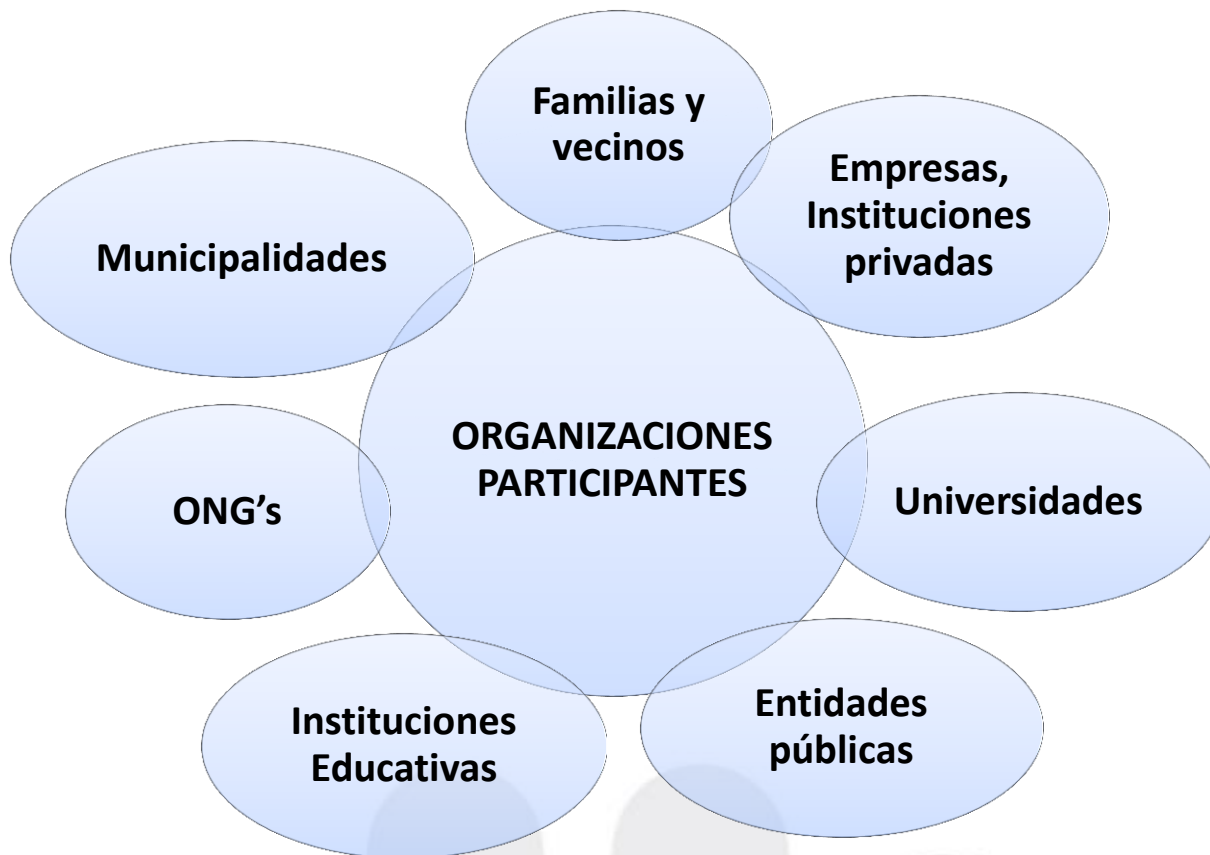 Familias y
vecinos
Empresas,
Instituciones
privadas
Municipalidades
ORGANIZACIONES
PARTICIPANTES
ONG’s
Universidades
Instituciones
Educativas
Entidades
públicas